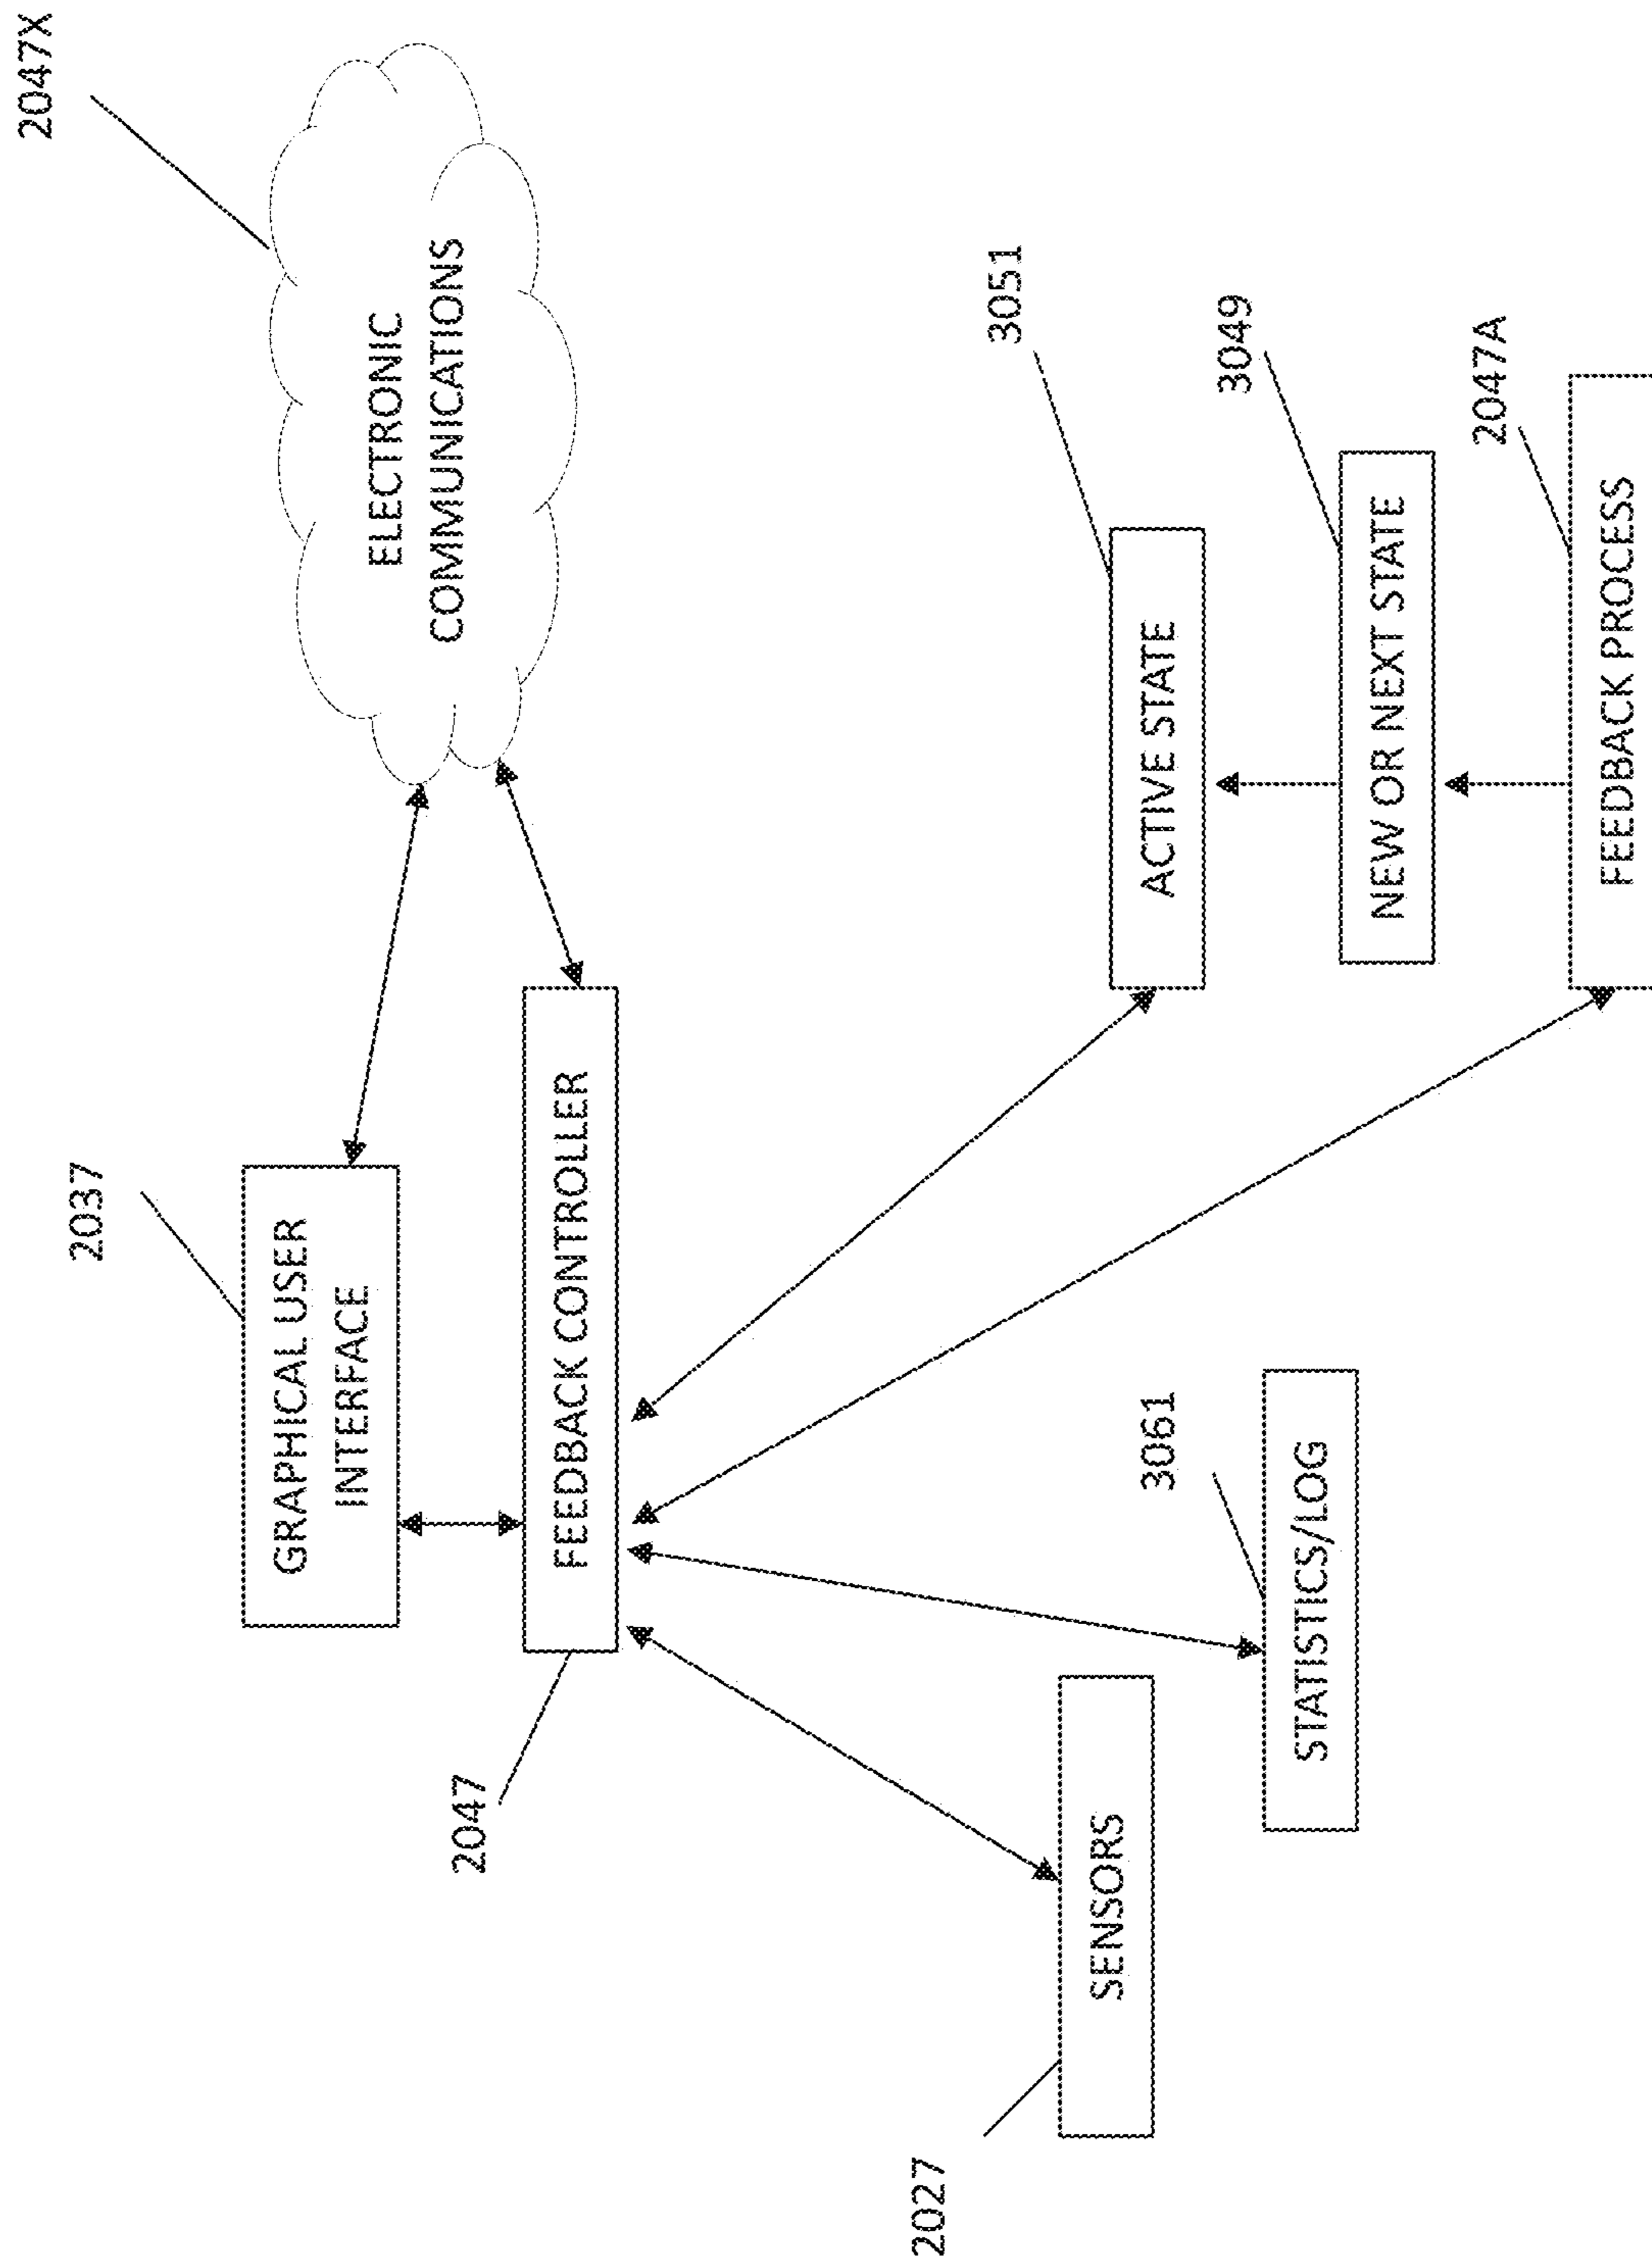 2047X
ELECTRONIC
COMMUNICATIONS
2037
GRAPHICAL USER
INTERFACE
FEEDBACK CONTROLLER
2047
3051
ACTIVE STATE
3049
NEW OR NEXT STATE
2047A
FEEDBACK PROCESS
3061
STATISTICS/LOG
SENSORS
2027